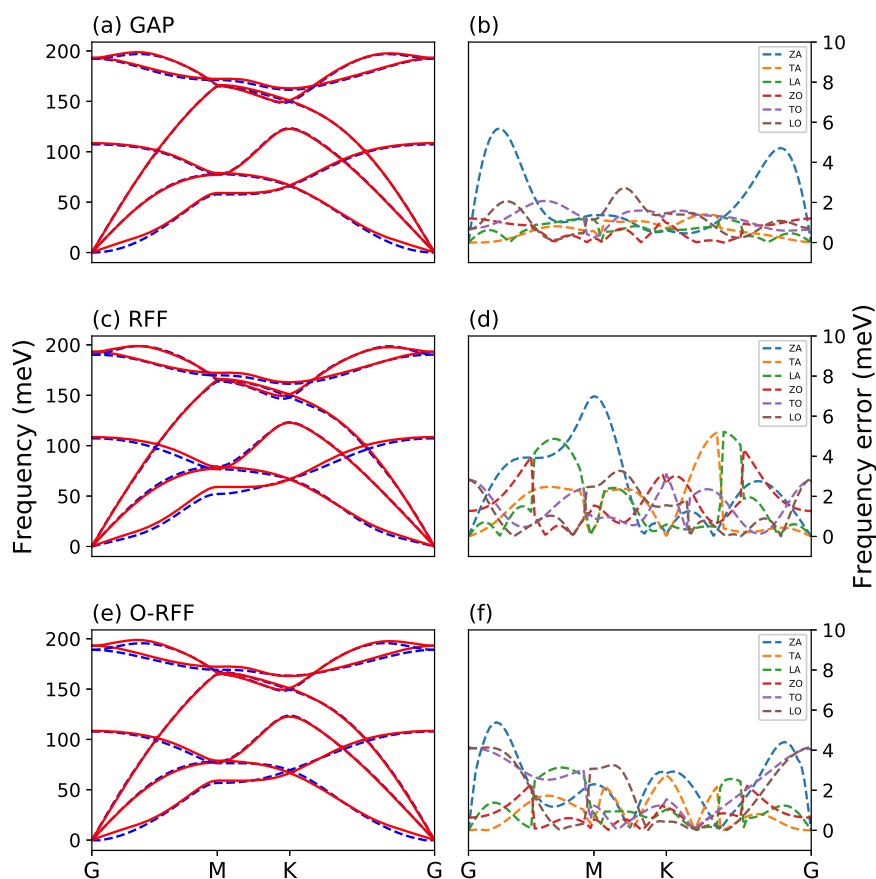 (a) GAP
(b)
200
150
100
50
0
10
8
6
4
2
0
ZA
TA
LA
ZO
TO
LO
(c) RFF
(d)
200
150
100
50
0
10
8
6
4
2
0
ZA
TA
LA
ZO
TO
LO
Frequency (meV)
Frequency error (meV)
(e) O-RFF
(f)
200
150
100
50
0
10
8
6
4
2
0
ZA
TA
LA
ZO
TO
LO
G M K G
G M K G